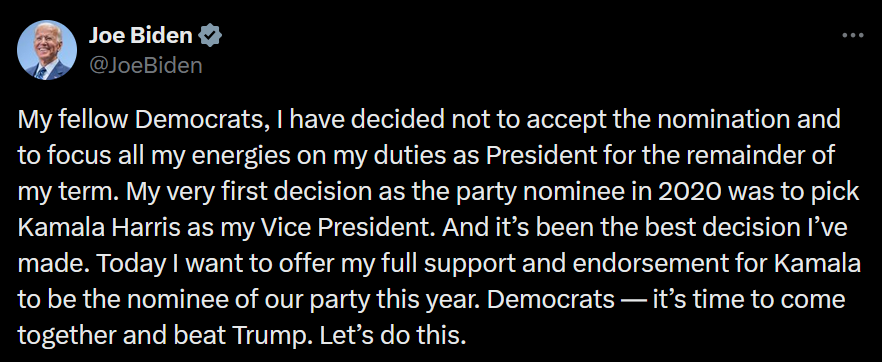 Joe Biden
@JoeBiden
My fellow Democrats, I have decided not to accept the nomination and
to focus all my energies on my duties as President for the remainder of
my term. My very first decision as the party nominee in 2020 was to pick
Kamala Harris as my Vice President. And it’s been the best decision I’ve
made. Today I want to offer my full support and endorsement for Kamala
to be the nominee of our party this year. Democrats — it’s time to come
together and beat Trump. Let’s do this.